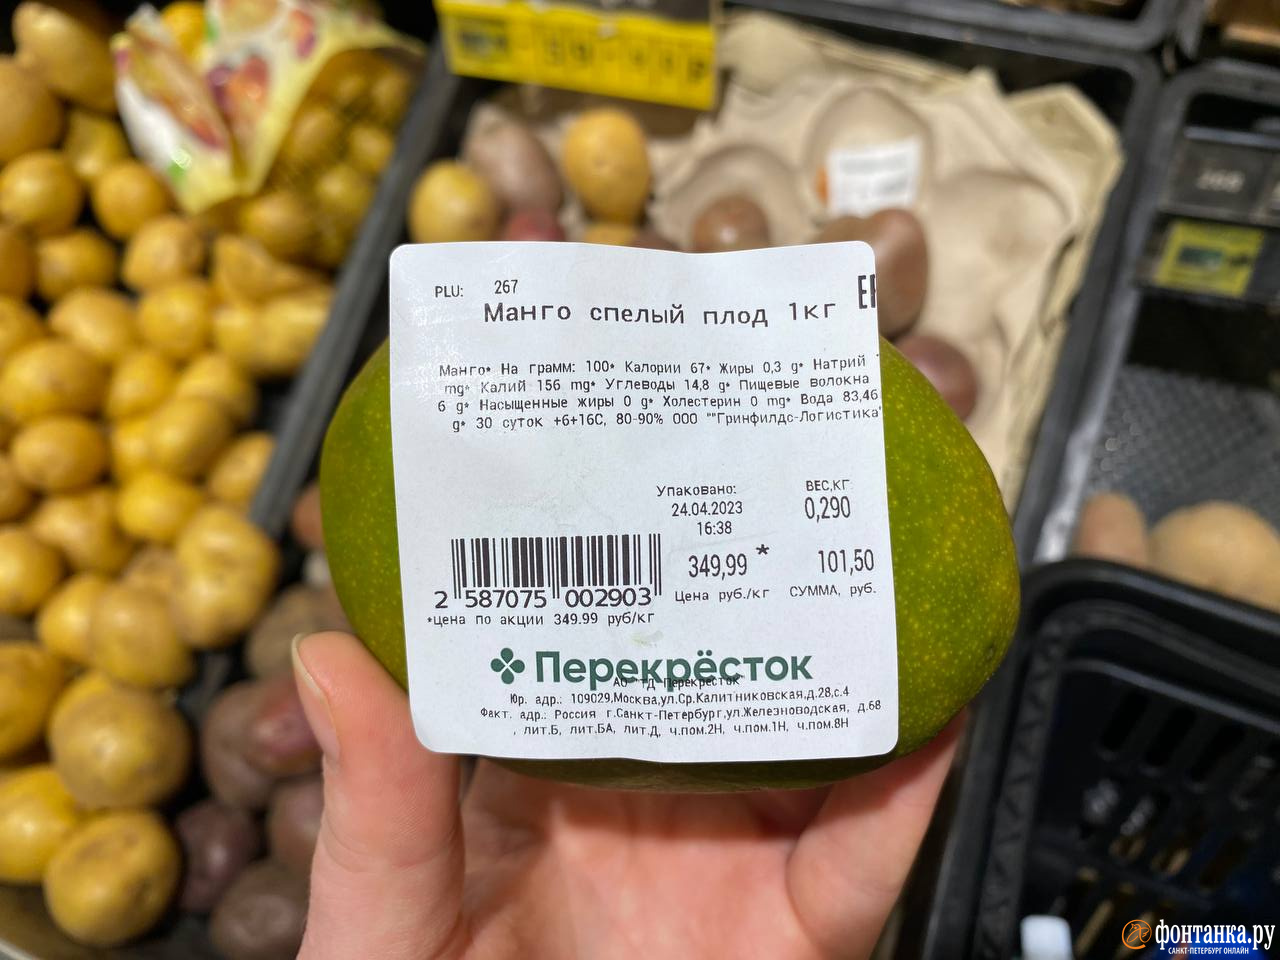 PLU: 267
Манго спелый плод 1кг
Манго* На грамм: 100* Калории 67* Жиры 0,3 g* Натрий
mg* Калий 156 mg* Углеводы 14,8 g* Пищевые волокна
6 g* Насыщенные жиры 0 g* Холестерин 0 mg* Вода 83,46
g* 30 суток +6+16С, 80-90% ООО ""Гринфилдс-Логистика"
Упаковано:
24.04.2023
16:38
ВЕС,КГ
0,290
349,99 *
Цена руб./кг
101,50
СУММА, руб.
2 587075 002903
*цена по акции 349.99 руб/кг
Перекрёсток
АО "ТД "Перекресток"
Юр. адр.: 109029,Москва,ул.Ср.Калитниковская,д.28,с.4
Факт. адр.: Россия г.Санкт-Петербург,ул.Железноводская, д.68
, лит.Б, лит.БА, лит.Д, ч.пом.2Н, ч.пом.1Н, ч.пом.8Н
фонтанка.ру
САНКТ-ПЕТЕРБУРГ ОНЛАЙН